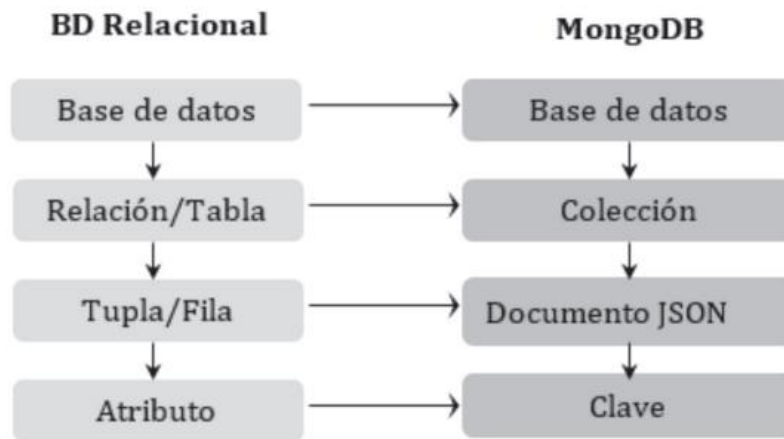 BD Relacional
MongoDB
Base de datos
Base de datos
Relación/Tabla
Colección
Tupla/Fila
Documento JSON
Atributo
Clave